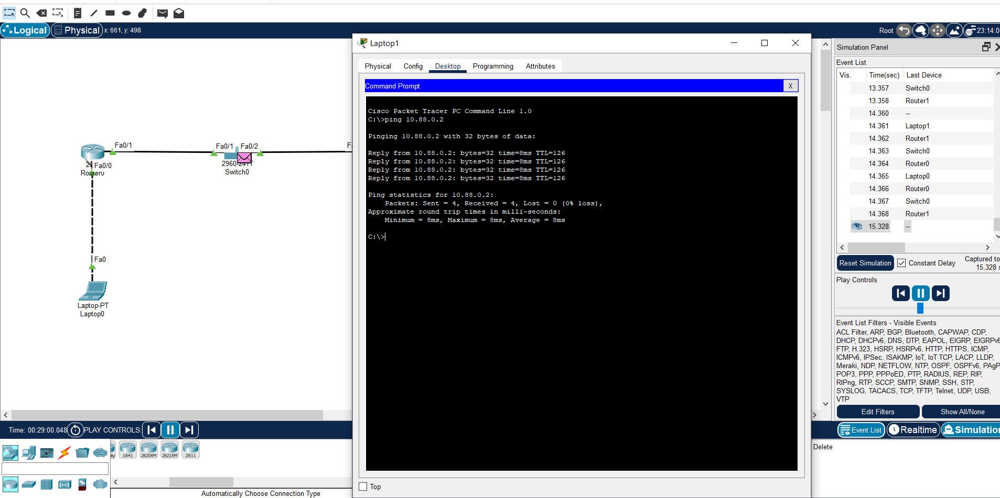 Logical
Physical
x: 661, y: 498
Root
23:14:0
Fa0/1
Fa0/1
Fa0/2
Fa0/0
Switch0
Fa0
Laptop-PT
Laptop0
Laptop1
Physical
Config
Desktop
Programming
Attributes
Command Prompt
X
Cisco Packet Tracer PC Command Line 1.0
C:\>ping 10.88.0.2
Pinging 10.88.0.2 with 32 bytes of data:
Reply from 10.88.0.2: bytes=32 time=8ms TTL=126
Reply from 10.88.0.2: bytes=32 time=8ms TTL=126
Reply from 10.88.0.2: bytes=32 time=8ms TTL=126
Reply from 10.88.0.2: bytes=32 time=8ms TTL=126
Ping statistics for 10.88.0.2:
Packets: Sent = 4, Received = 4, Lost = 0 (0% loss),
Approximate round trip times in milli-seconds:
Minimum = 8ms, Maximum = 8ms, Average = 8ms
C:\>
Top
Simulation Panel
Event List
Vis. Time(sec) Last Device
13.357 Switch0
13.358 Router1
14.360 --
14.361 Laptop1
14.362 Router1
14.363 Switch0
14.364 Router0
14.365 Laptop0
14.366 Router0
14.367 Switch0
14.368 Router1
15.328 --
Reset Simulation
Constant Delay
Captured to
15.328 s
Play Controls
Event List Filters - Visible Events
ACL Filter, ARP, BGP, Bluetooth, CAPWAP, CDP,
DHCP, DHCPv6, DNS, DTP, EAPOL, EIGRP, EIGRPv6
FTP, H.323, HSRP, HSRPv6, HTTP, HTTPS, ICMP,
ICMPv6, IPSec, ISAKMP, IoT, IoT TCP, LACP, LLDP,
Meraki, NDP, NETFLOW, NTP, OSPF, OSPFv6, PAgP
POP3, PPP, PPPoED, PTP, RADIUS, REP, RIP,
RIPng, RTP, SCCP, SMTP, SNMP, SSH, STP,
SYSLOG, TACACS, TCP, TFTP, Telnet, UDP, USB,
VTP
Edit Filters
Show All/None
Time: 00:29:00.048
PLAY CONTROLS:
Event List
Realtime
Simulation
1841
2620XM
2621XM
2811
Delete
Automatically Choose Connection Type